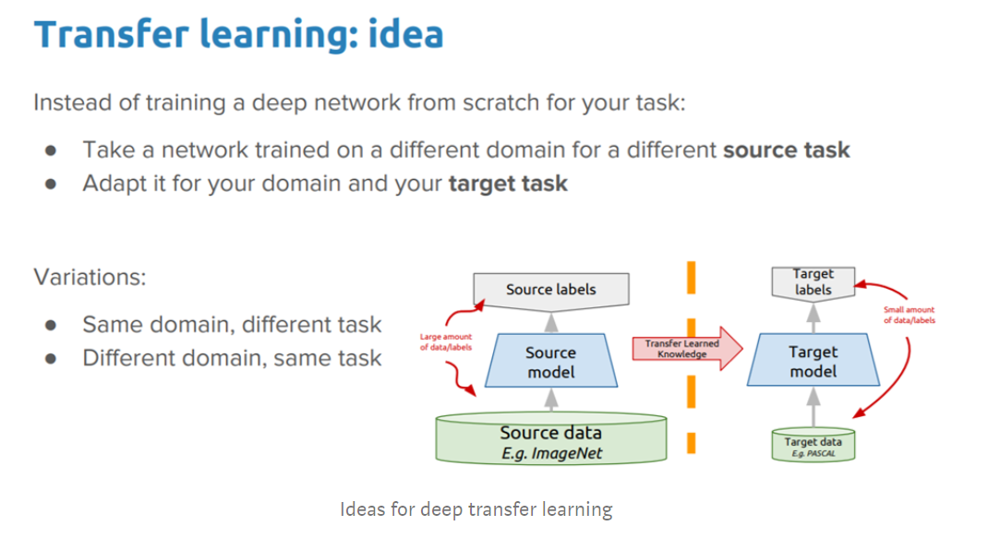 Transfer learning: idea
Instead of training a deep network from scratch for your task:
● Take a network trained on a different domain for a different source task
● Adapt it for your domain and your target task
Variations:
● Same domain, different task
● Different domain, same task
Source labels
Large amount
of data/labels
Source
model
Source data
E.g. ImageNet
Transfer Learned
Knowledge
Target
labels
Small amount
of data/labels
Target
model
Target data
E.g. PASCAL
Ideas for deep transfer learning